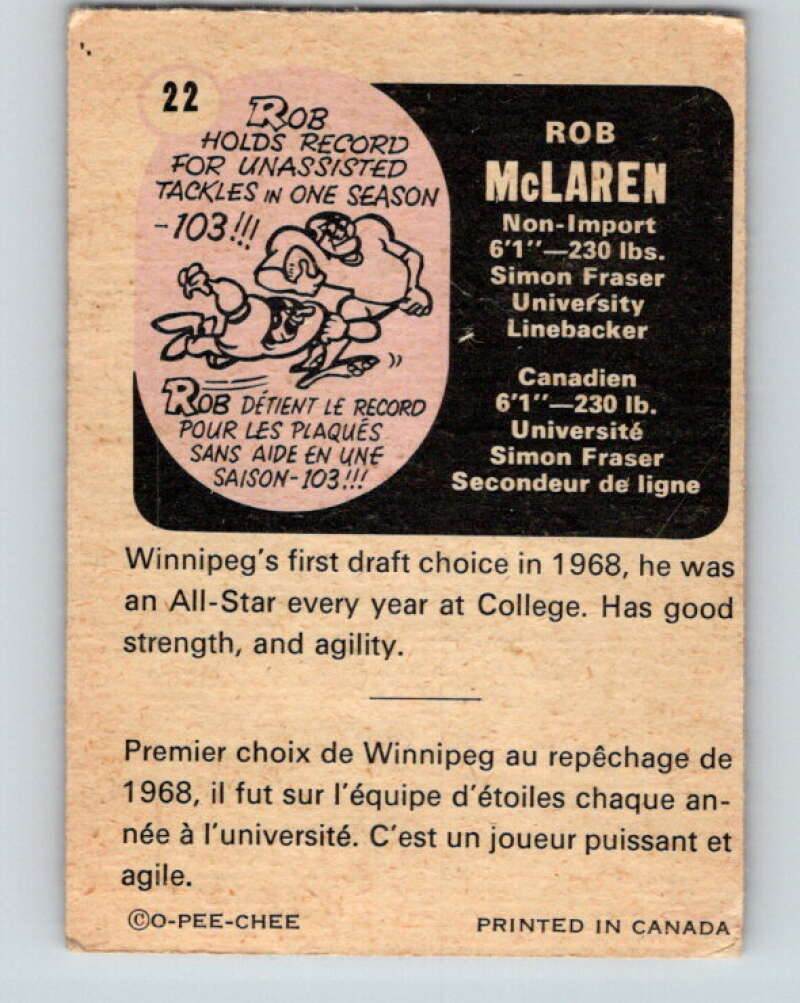 22
ROB
HOLDS RECORD
FOR UNASSISTED
TACKLES IN ONE SEASON
-103!!!
ROB DÉTIENT LE RECORD
POUR LES PLAQUÉS
SANS AIDE EN UNE
SAISON-103!!!
ROB
McLAREN
Non-Import
6'1"—230 lbs.
Simon Fraser
University
Linebacker
Canadien
6'1"—230 lb.
Université
Simon Fraser
Secondeur de ligne
Winnipeg's first draft choice in 1968, he was
an All-Star every year at College. Has good
strength, and agility.
Premier choix de Winnipeg au repêchage de
1968, il fut sur l'équipe d'étoiles chaque an-
née à l'université. C'est un joueur puissant et
agile.
©O-PEE-CHEE
PRINTED IN CANADA